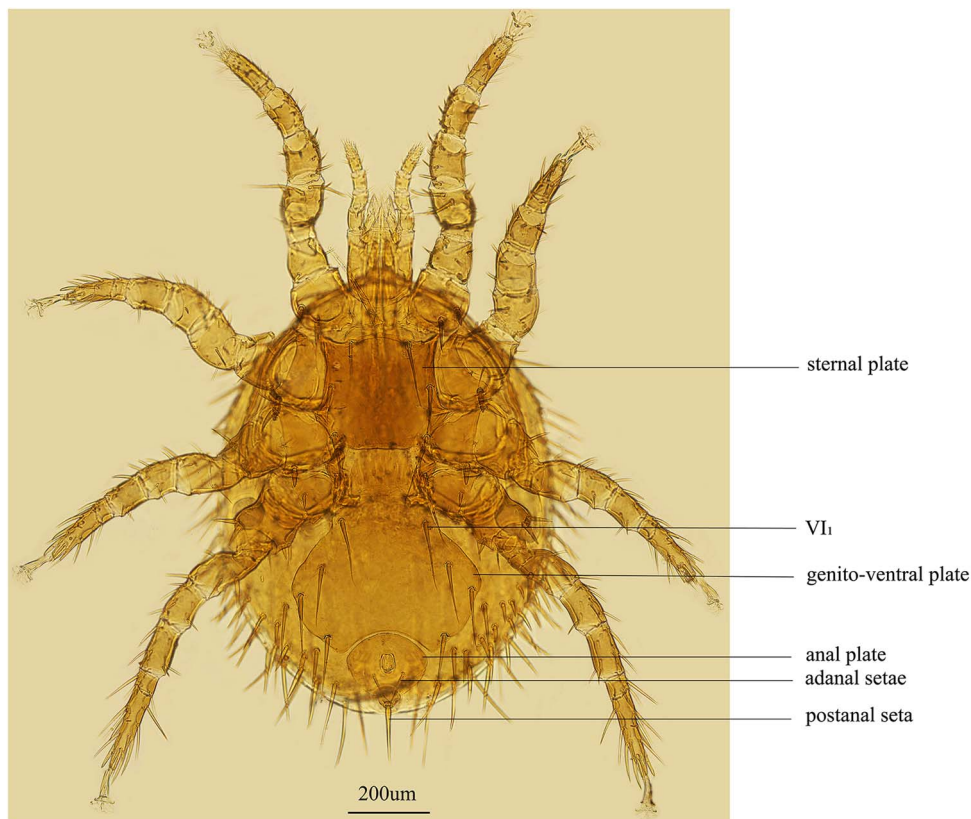 sternal plate
VI₁
genito-ventral plate
anal plate
adanal setae
postanal seta
200um